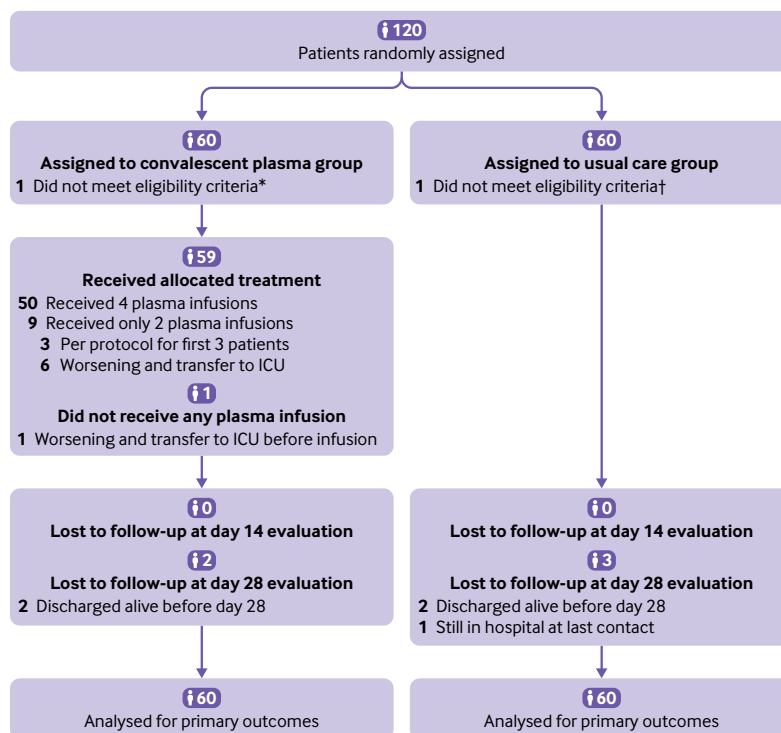 120
Patients randomly assigned
60
Assigned to convalescent plasma group
1 Did not meet eligibility criteria*
60
Assigned to usual care group
1 Did not meet eligibility criteria†
59
Received allocated treatment
50 Received 4 plasma infusions
9 Received only 2 plasma infusions
3 Per protocol for first 3 patients
6 Worsening and transfer to ICU
1
Did not receive any plasma infusion
1 Worsening and transfer to ICU before infusion
0
Lost to follow-up at day 14 evaluation
2
Lost to follow-up at day 28 evaluation
2 Discharged alive before day 28
0
Lost to follow-up at day 14 evaluation
3
Lost to follow-up at day 28 evaluation
2 Discharged alive before day 28
1 Still in hospital at last contact
60
Analysed for primary outcomes
60
Analysed for primary outcomes